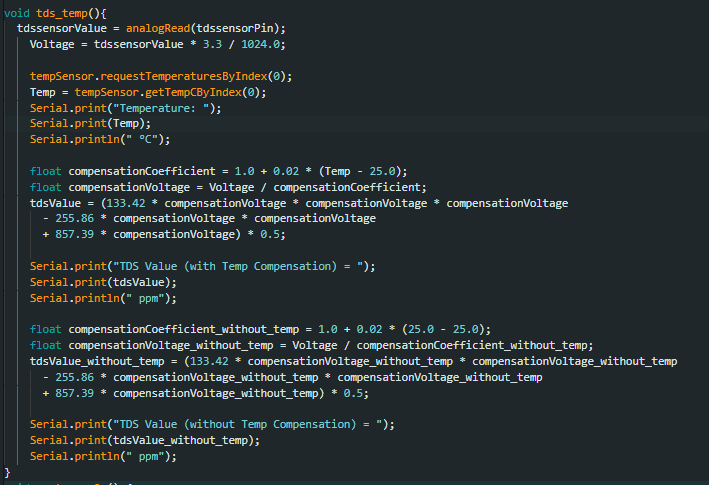 void tds_temp(){
tdssensorValue = analogRead(tdssensorPin);
Voltage = tdssensorValue * 3.3 / 1024.0;
tempSensor.requestTemperaturesByIndex(0);
Temp = tempSensor.getTempCByIndex(0);
Serial.print("Temperature: ");
Serial.print(Temp);
Serial.println(" ºC");
float compensationCoefficient = 1.0 + 0.02 * (Temp - 25.0);
float compensationVoltage = Voltage / compensationCoefficient;
tdsValue = (133.42 * compensationVoltage * compensationVoltage * compensationVoltage
- 255.86 * compensationVoltage * compensationVoltage
+ 857.39 * compensationVoltage) * 0.5;
Serial.print("TDS Value (with Temp Compensation) = ");
Serial.print(tdsValue);
Serial.println(" ppm");
float compensationCoefficient_without_temp = 1.0 + 0.02 * (25.0 - 25.0);
float compensationVoltage_without_temp = Voltage / compensationCoefficient_without_temp;
tdsValue_without_temp = (133.42 * compensationVoltage_without_temp * compensationVoltage_without_temp
- 255.86 * compensationVoltage_without_temp * compensationVoltage_without_temp
+ 857.39 * compensationVoltage_without_temp) * 0.5;
Serial.print("TDS Value (without Temp Compensation) = ");
Serial.print(tdsValue_without_temp);
Serial.println(" ppm");
}